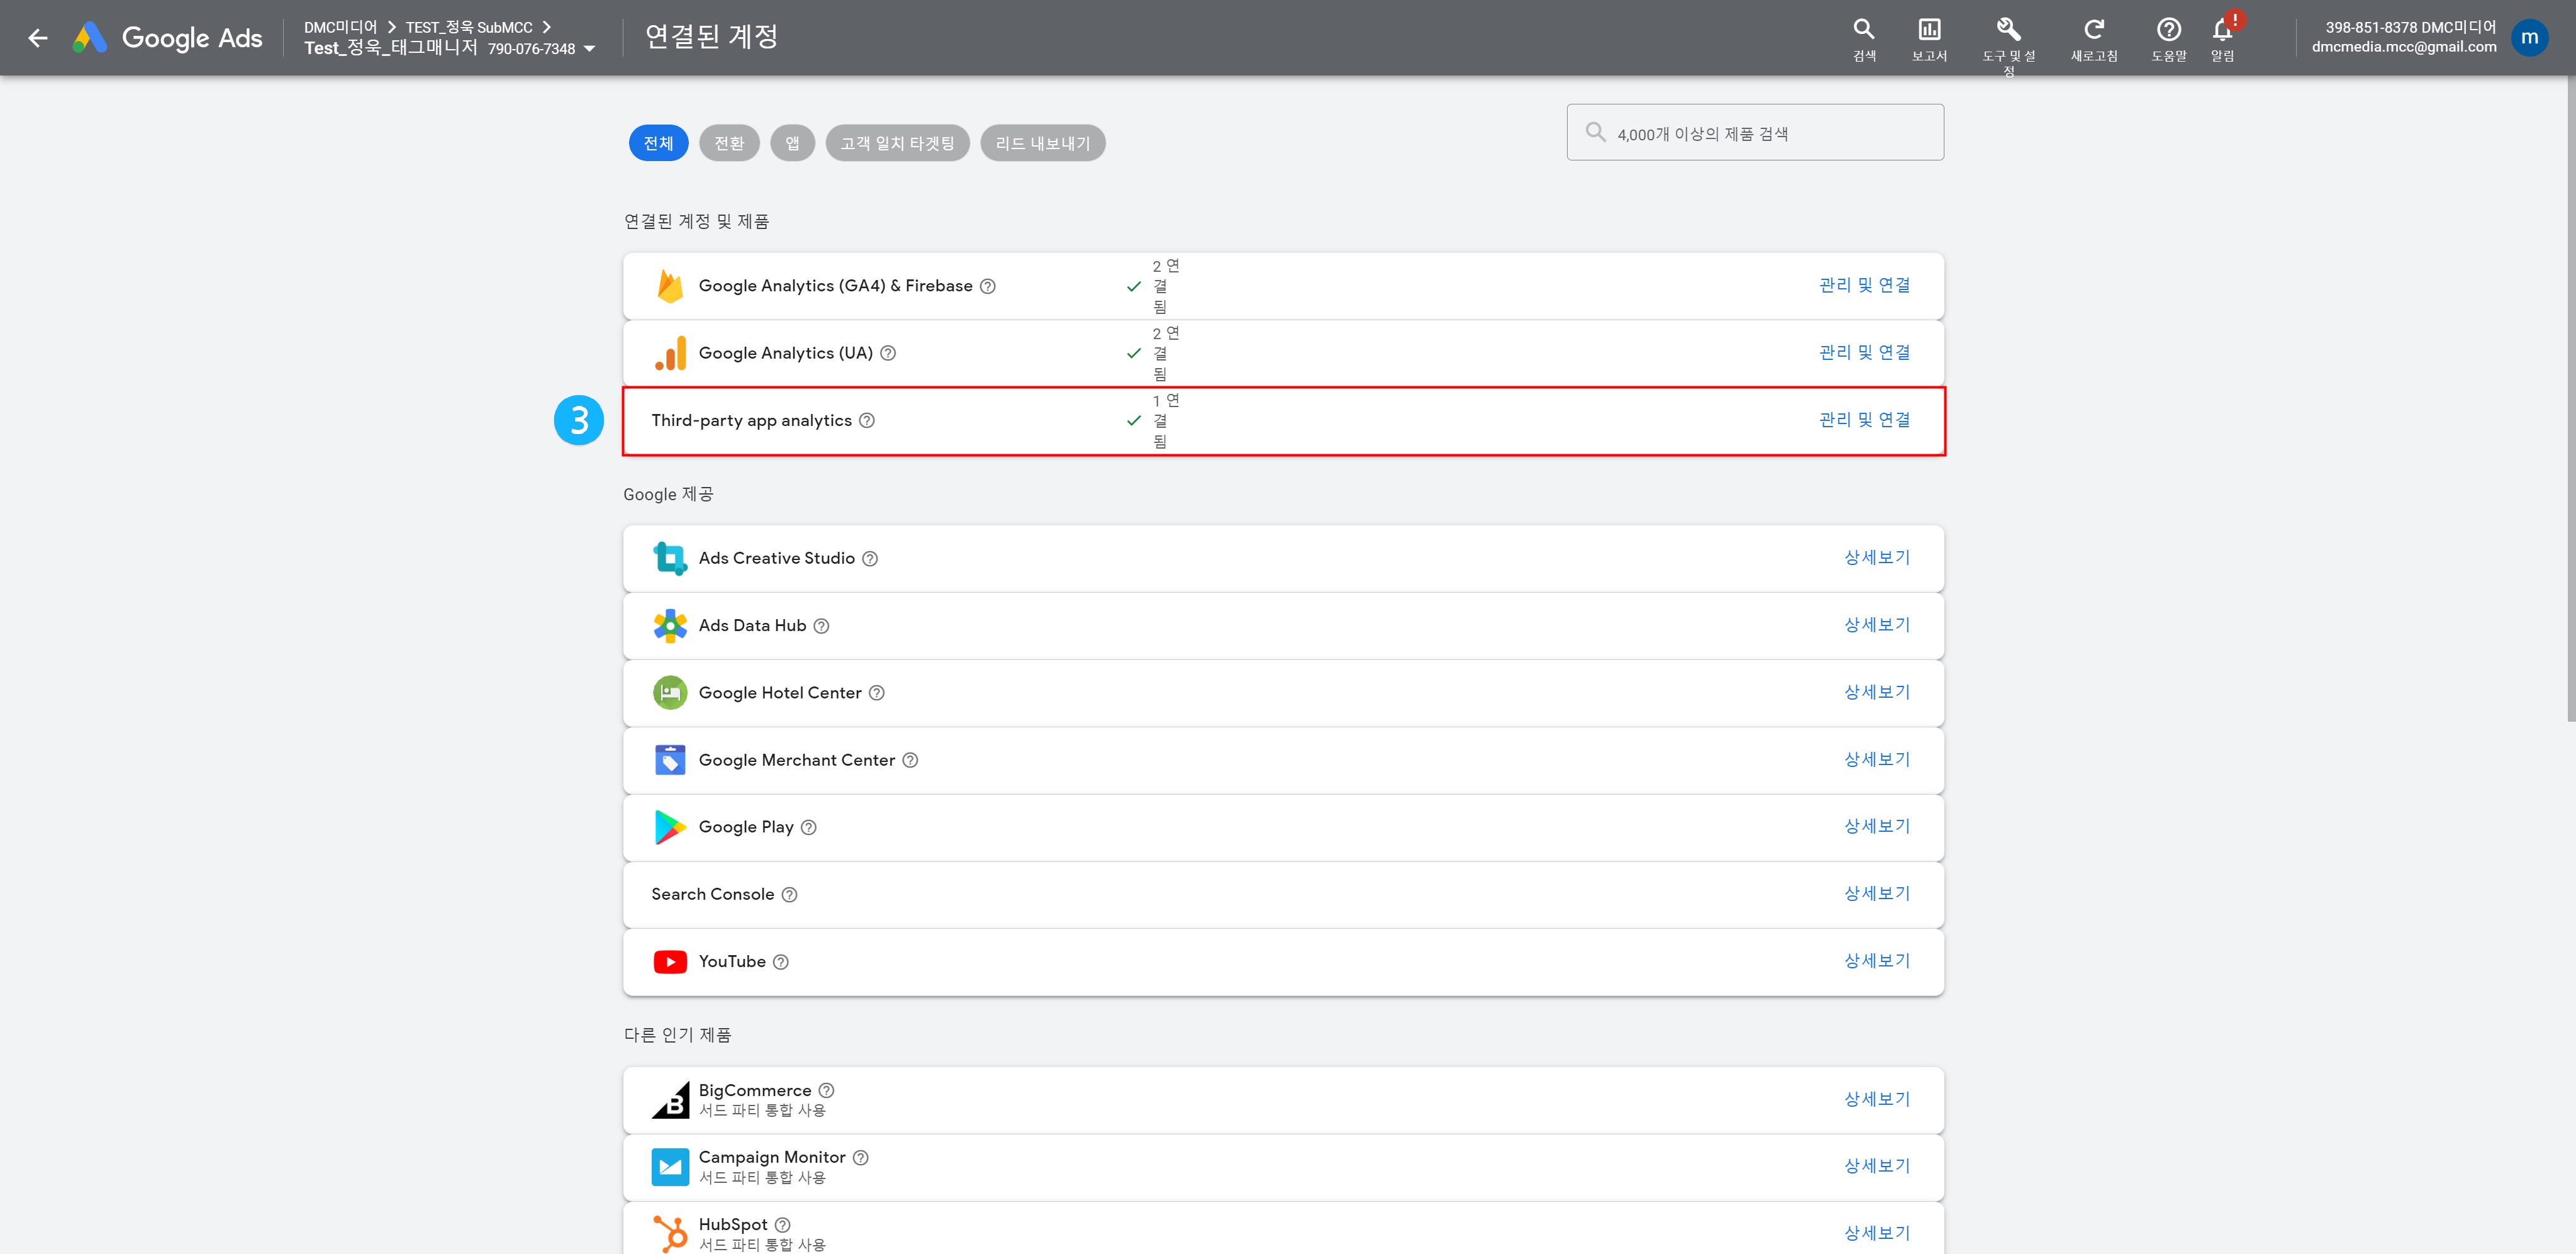 Google Ads
DMC미디어 > TEST_정욱 SubMCC >
Test_정욱_태그매니저 790-076-7348
연결된 계정
검색
보고서
도구 및 설
정
새로고침
도움말
!
알림
398-851-8378 DMC미디어
dmcmedia.mcc@gmail.com
m
전체
전환
앱
고객 일치 타겟팅
리드 내보내기
4,000개 이상의 제품 검색
연결된 계정 및 제품
Google Analytics (GA4) & Firebase
2 연
결
됨
관리 및 연결
Google Analytics (UA)
2 연
결
됨
관리 및 연결
3
Third-party app analytics
1 연
결
됨
관리 및 연결
Google 제공
Ads Creative Studio
상세보기
Ads Data Hub
상세보기
Google Hotel Center
상세보기
Google Merchant Center
상세보기
Google Play
상세보기
Search Console
상세보기
YouTube
상세보기
다른 인기 제품
B
BigCommerce
서드 파티 통합 사용
상세보기
Campaign Monitor
서드 파티 통합 사용
상세보기
HubSpot
서드 파티 통합 사용
상세보기